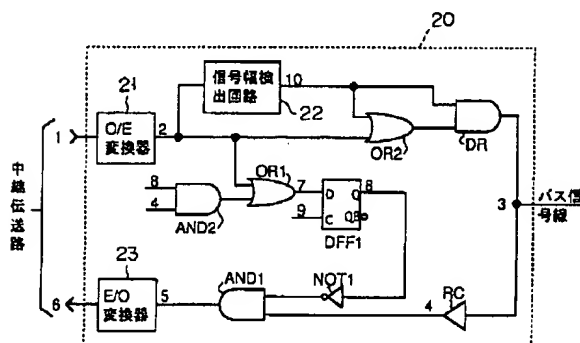 20
21
信号幅検
出回路
10
22
1
O/E
変換器
2
OR2
DR
中継伝送路
8
4
AND2
OR1
7
D
Q
8
9
C
QB
DFF1
3
バス信
号線
23
AND1
NOT1
RC
6
E/O
変換器
5
4